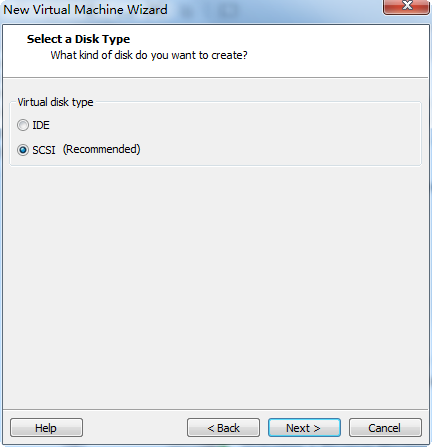 New Virtual Machine Wizard
Select a Disk Type
What kind of disk do you want to create?
Virtual disk type
IDE
SCSI (Recommended)
Help
< Back
Next >
Cancel